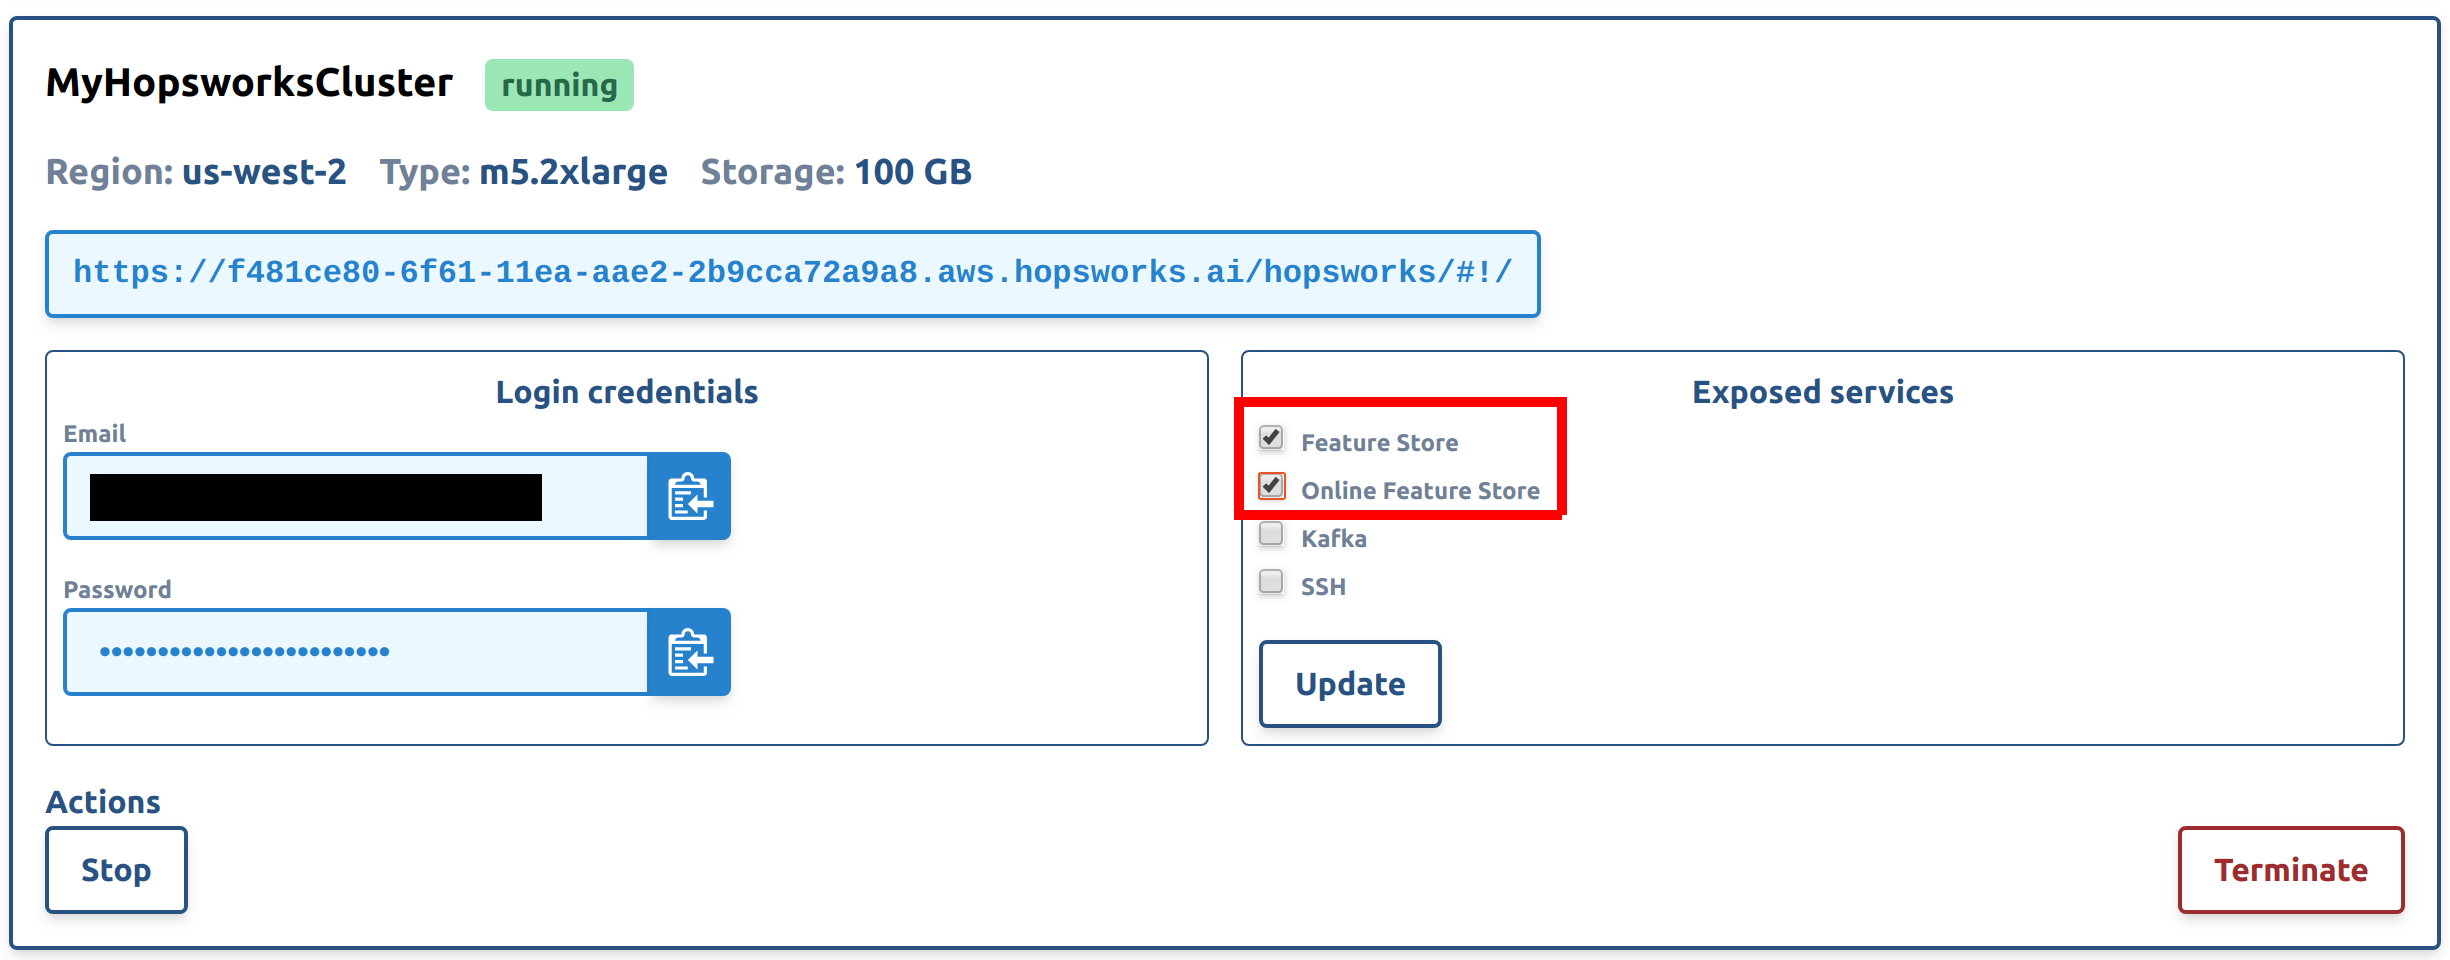 MyHopsworksCluster running
Region: us-west-2 Type: m5.2xlarge Storage: 100 GB
https://f481ce80-6f61-11ea-aae2-2b9cca72a9a8.aws.hopsworks.ai/hopsworks/#!/
Login credentials
Email
Password
•••••••••••••••••••••••••
Exposed services
Feature Store
Online Feature Store
Kafka
SSH
Update
Actions
Stop
Terminate